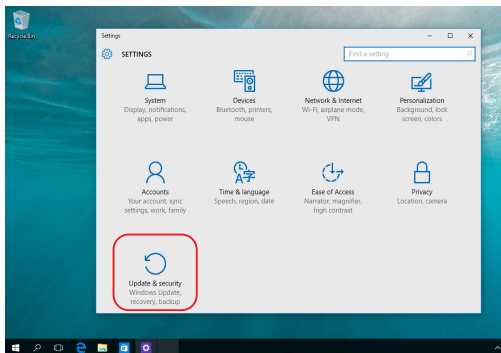 Recycle Bin
Settings
SETTINGS
Find a setting
System
Display, notifications,
apps, power
Devices
Bluetooth, printers,
mouse
Network & Internet
Wi-Fi, airplane mode,
VPN
Personalization
Background, lock
screen, colors
Accounts
Your account, sync
settings, work, family
Time & language
Speech, region, date
Ease of Access
Narrator, magnifier,
high contrast
Privacy
Location, camera
Update & security
Windows Update,
recovery, backup